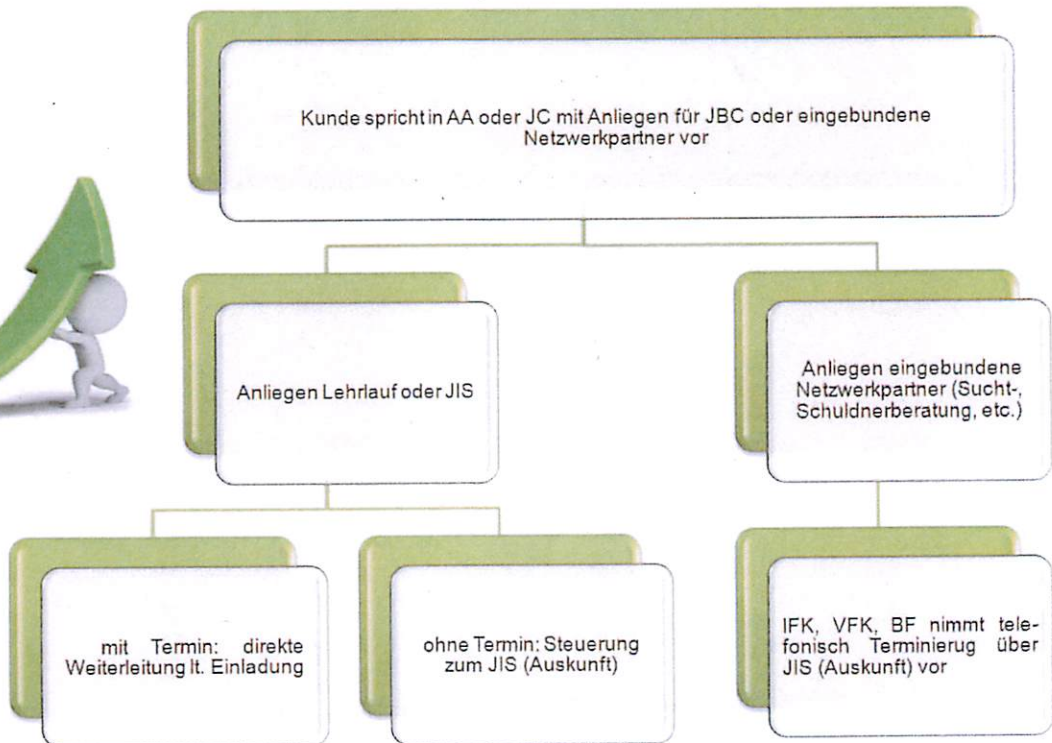 Kunde spricht in AA oder JC mit Anliegen für JBC oder eingebundene
Netzwerkpartner vor
Anliegen Lehrlauf oder JIS
Anliegen eingebundene
Netzwerkpartner (Sucht-,
Schuldnerberatung, etc.)
mit Termin: direkte
Weiterleitung lt. Einladung
ohne Termin: Steuerung
zum JIS (Auskunft)
IFK, VFK, BF nimmt tele-
fonisch Terminierug über
JIS (Auskunft) vor